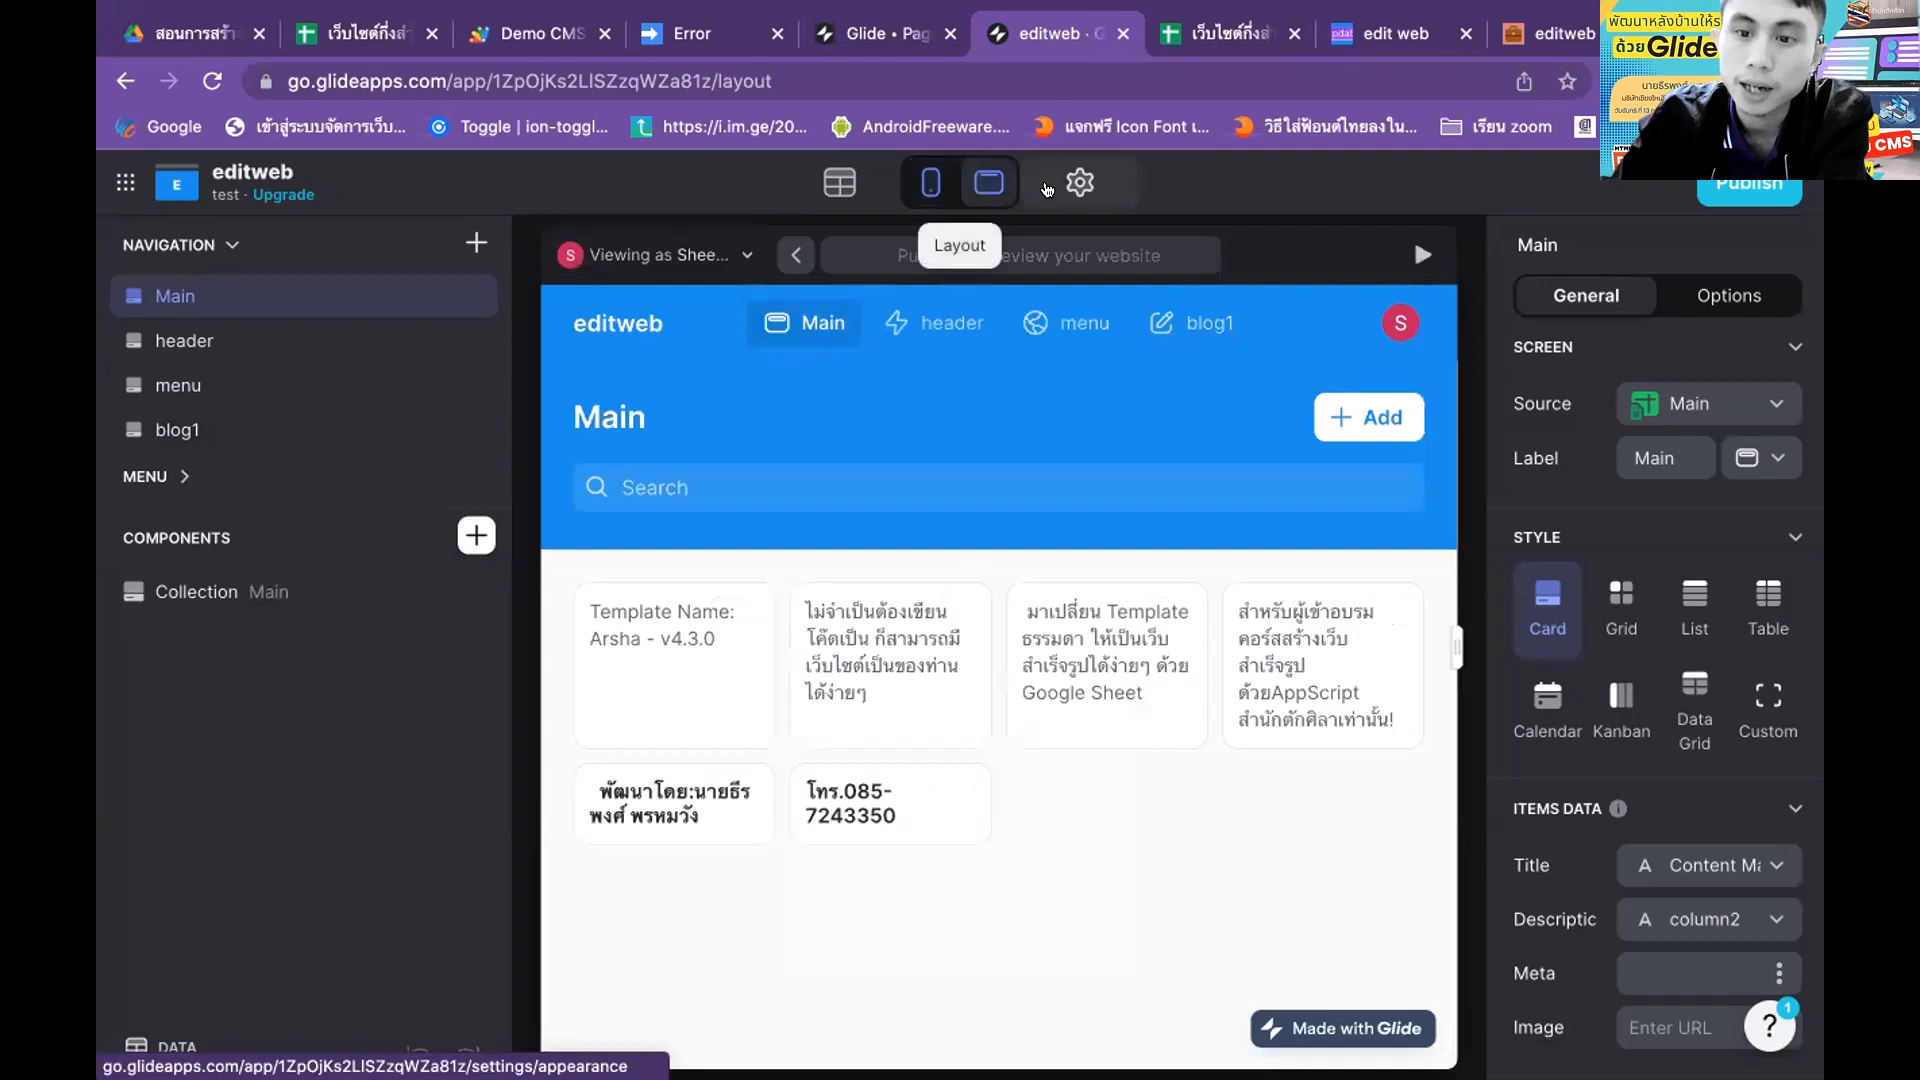 สอนการสร้า
เว็บไซต์กึ่งสำ
Demo CMS
Error
Glide • Pag
editweb · G
เว็บไซต์กึ่งสำ
edit web
editweb
go.glideapps.com/app/1ZpOjKs2LlSZzqWZa81z/layout
Google
เข้าสู่ระบบจัดการเว็บ...
Toggle | ion-toggl...
https://i.im.ge/20...
AndroidFreeware....
แจกฟรี Icon Font เ...
วิธีใส่ฟ้อนต์ไทยลงใน...
เรียน zoom
พัฒนาหลังบ้านให้ร
ด้วยGlide
CMS
editweb
test · Upgrade
Publish
NAVIGATION
Main
header
menu
blog1
MENU
COMPONENTS
Collection Main
DATA
go.glideapps.com/app/1ZpOjKs2LlSZzqWZa81z/settings/appearance
S Viewing as Shee...
Layout
eview your website
editweb
Main
header
menu
blog1
S
Main
Add
Search
Template Name:
Arsha - v4.3.0
ไม่จำเป็นต้องเขียน
โค๊ดเป็น ก็สามารถมี
เว็บไซต์เป็นของท่าน
ได้ง่ายๆ
มาเปลี่ยน Template
ธรรมดา ให้เป็นเว็บ
สำเร็จรูปได้ง่ายๆ ด้วย
Google Sheet
สำหรับผู้เข้าอบรม
คอร์สสร้างเว็บ
สำเร็จรูป
ด้วยAppScript
สำนักตักศิลาเท่านั้น!
พัฒนาโดย:นายธีร
พงศ์ พรหมวัง
โทร.085-
7243350
Made with Glide
Main
General
Options
SCREEN
Source
Main
Label
Main
STYLE
Card
Grid
List
Table
Calendar
Kanban
Data
Grid
Custom
ITEMS DATA
Title
A Content Ma
Descriptic
A column2
Meta
Image
Enter URL
?
1